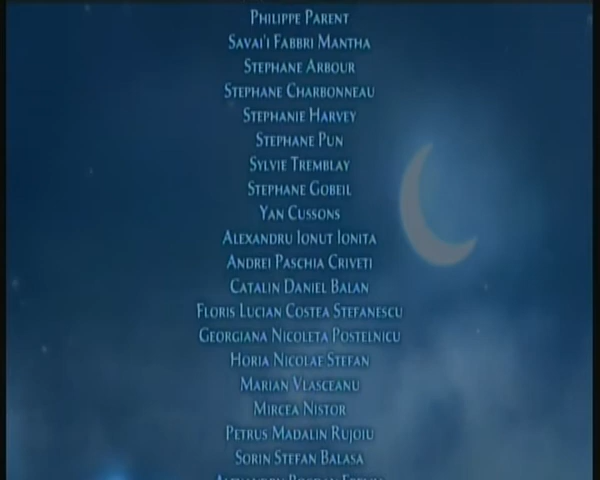 Philippe Parent
Savai'i Fabbri Mantha
Stephane Arbour
Stephane Charbonneau
Stephanie Harvey
Stephane Pun
Sylvie Tremblay
Stephane Gobeil
Yan Cussons
Alexandru Ionut Ionita
Andrei Paschia Criveti
Catalin Daniel Balan
Floris Lucian Costea Stefanescu
Georgiana Nicoleta Postelnicu
Horia Nicolae Stefan
Marian Vlasceanu
Mircea Nistor
Petrus Madalin Rujoiu
Sorin Stefan Balasa